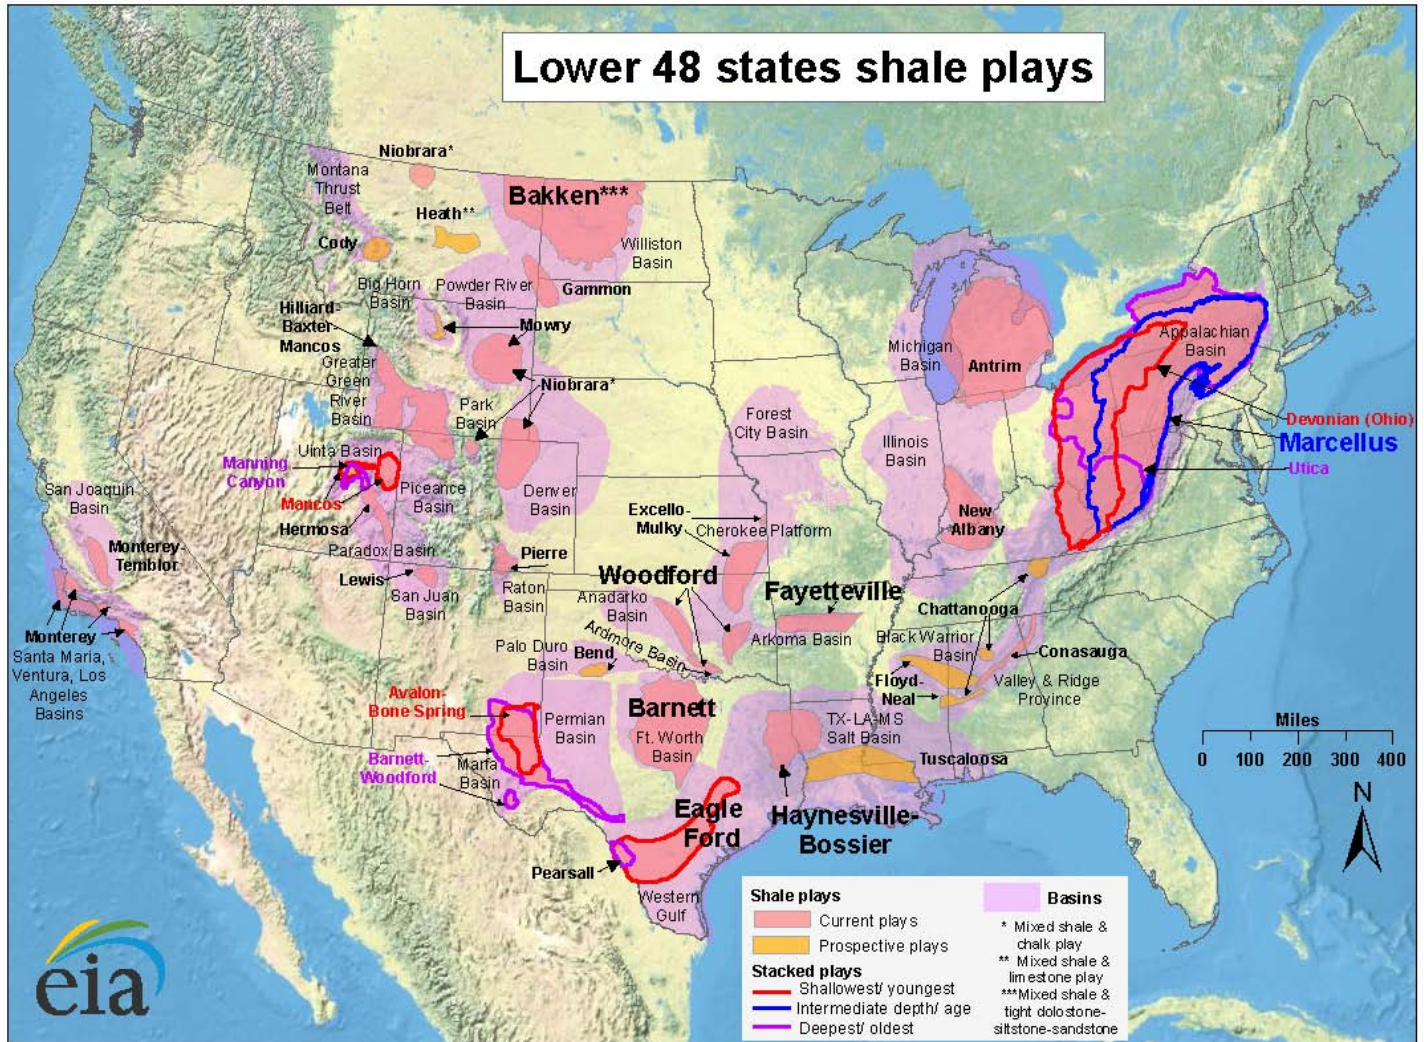 Lower 48 states shale plays
Niobrara*
Montana
Thrust
Belt
Bakken***
Heath**
Cody
Williston
Basin
Big Horn
Basin
Powder River
Basin
Gammon
Hilliard-
Baxter-
Mancos
Mowry
Greater
Green
River
Basin
Niobrara*
Park
Basin
Michigan
Basin
Antrim
Appalachian
Basin
Devonian (Ohio)
Marcellus
Utica
Forest
City Basin
Illinois
Basin
Uinta Basin
Manning
Canyon
Mancos
Piceance
Basin
Denver
Basin
San Joaquin
Basin
Hermosa
Excello-
Mulky
Cherokee Platform
New
Albany
Monterey-
Temblor
Paradox Basin
Pierre
Lewis
San Juan
Basin
Raton
Basin
Woodford
Anadarko
Basin
Fayetteville
Chattanooga
Arkoma Basin
Black Warrior
Basin
Conasauga
Monterey
Santa Maria,
Ventura, Los
Angeles
Basins
Palo Duro
Basin
Bend
Ardmore Basin
Floyd-
Neal
Valley & Ridge
Province
Avalon-
Bone Spring
Permian
Basin
Barnett
Ft. Worth
Basin
TX-LA-MS
Salt Basin
Tuscaloosa
Barnett-
Woodford
Marfa
Basin
Eagle
Ford
Haynesville-
Bossier
Pearsall
Western
Gulf
Miles
0 100 200 300 400
N
Shale plays
Current plays
Prospective plays
Stacked plays
Shallowest/ youngest
Intermediate depth/ age
Deepest/ oldest
Basins
* Mixed shale &
chalk play
** Mixed shale &
limestone play
***Mixed shale &
tight dolostone-
siltstone-sandstone
eia